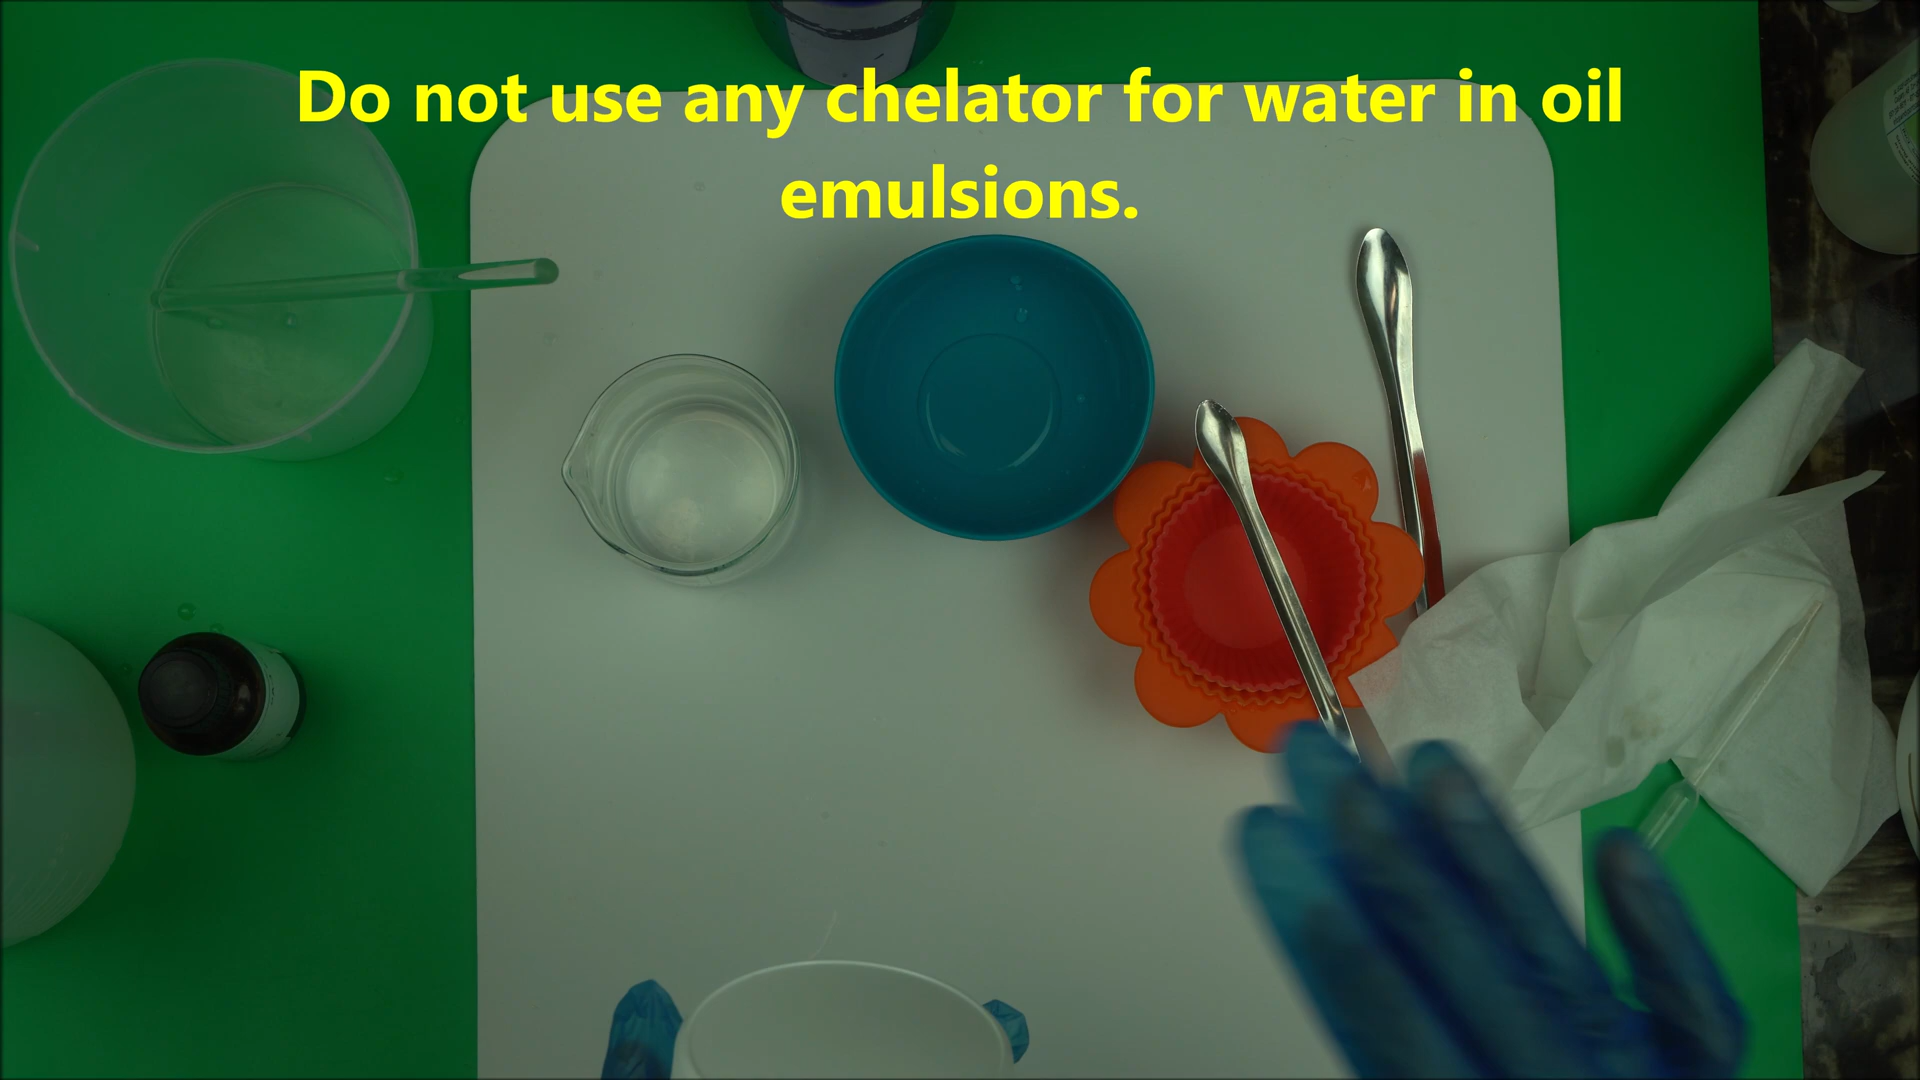 Do not use any chelator for water in oil
emulsions.